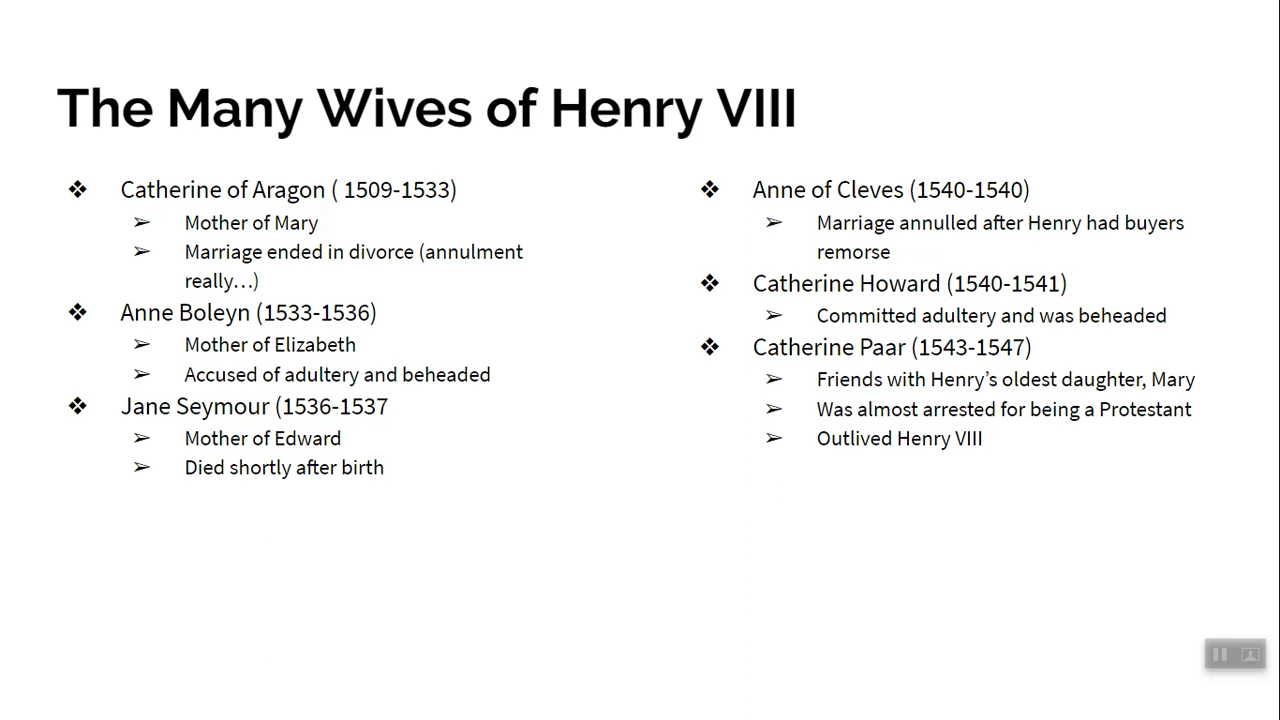 The Many Wives of Henry VIII
❖ Catherine of Aragon ( 1509-1533)
➢ Mother of Mary
➢ Marriage ended in divorce (annulment
really…)
❖ Anne Boleyn (1533-1536)
➢ Mother of Elizabeth
➢ Accused of adultery and beheaded
❖ Jane Seymour (1536-1537
➢ Mother of Edward
➢ Died shortly after birth
❖ Anne of Cleves (1540-1540)
➢ Marriage annulled after Henry had buyers
remorse
❖ Catherine Howard (1540-1541)
➢ Committed adultery and was beheaded
❖ Catherine Paar (1543-1547)
➢ Friends with Henry’s oldest daughter, Mary
➢ Was almost arrested for being a Protestant
➢ Outlived Henry VIII